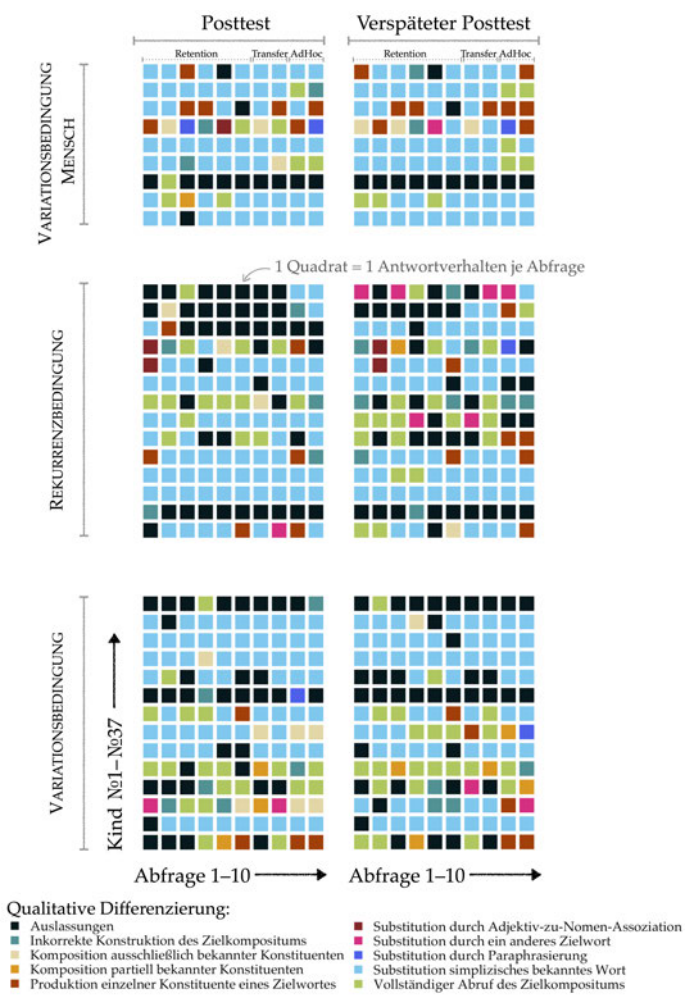 Posttest
Verspäteter Posttest
Retention Transfer AdHoc
Retention Transfer AdHoc
VARIATIONSBEDINGUNG
MENSCH
1 Quadrat = 1 Antwortverhalten je Abfrage
REKURRENZBEDINGUNG
VARIATIONSBEDINGUNG
Kind №1–№37
Abfrage 1–10
Abfrage 1–10
Qualitative Differenzierung:
Auslassungen
Inkorrekte Konstruktion des Zielkompositums
Komposition ausschließlich bekannter Konstituenten
Komposition partiell bekannter Konstituenten
Produktion einzelner Konstituente eines Zielwortes
Substitution durch Adjektiv-zu-Nomen-Assoziation
Substitution durch ein anderes Zielwort
Substitution durch Paraphrasierung
Substitution simplizisches bekanntes Wort
Vollständiger Abruf des Zielkompositums